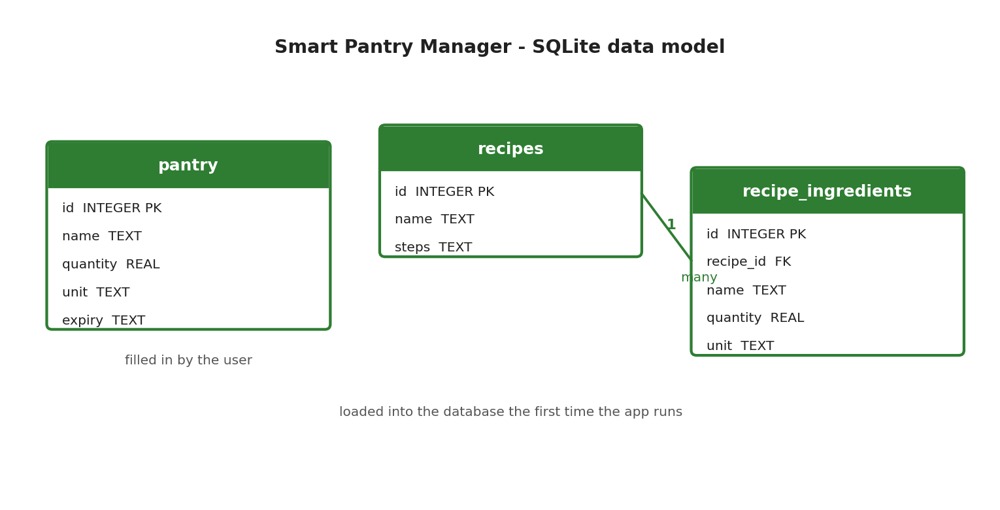 Smart Pantry Manager - SQLite data model
pantry
id  INTEGER PK
name  TEXT
quantity  REAL
unit  TEXT
expiry  TEXT
filled in by the user
recipes
id  INTEGER PK
name  TEXT
steps  TEXT
1
many
recipe_ingredients
id  INTEGER PK
recipe_id  FK
name  TEXT
quantity  REAL
unit  TEXT
loaded into the database the first time the app runs